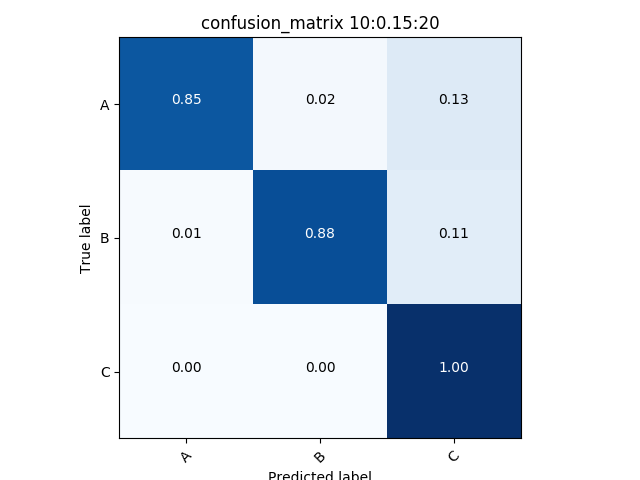 confusion_matrix 10:0.15:20
A 0.85 0.02 0.13
B 0.01 0.88 0.11
C 0.00 0.00 1.00
True label
A B C
Predicted label